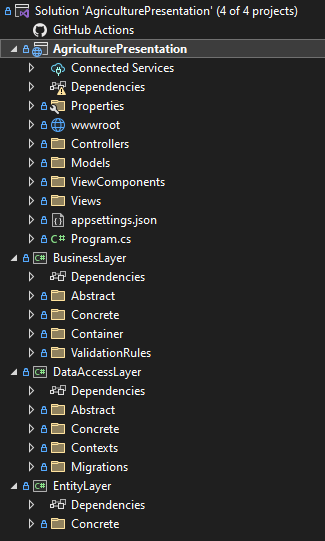 Solution 'AgriculturePresentation' (4 of 4 projects)
GitHub Actions
AgriculturePresentation
Connected Services
Dependencies
Properties
wwwroot
Controllers
Models
ViewComponents
Views
appsettings.json
C# Program.cs
C# BusinessLayer
Dependencies
Abstract
Concrete
Container
ValidationRules
C# DataAccessLayer
Dependencies
Abstract
Concrete
Contexts
Migrations
C# EntityLayer
Dependencies
Concrete